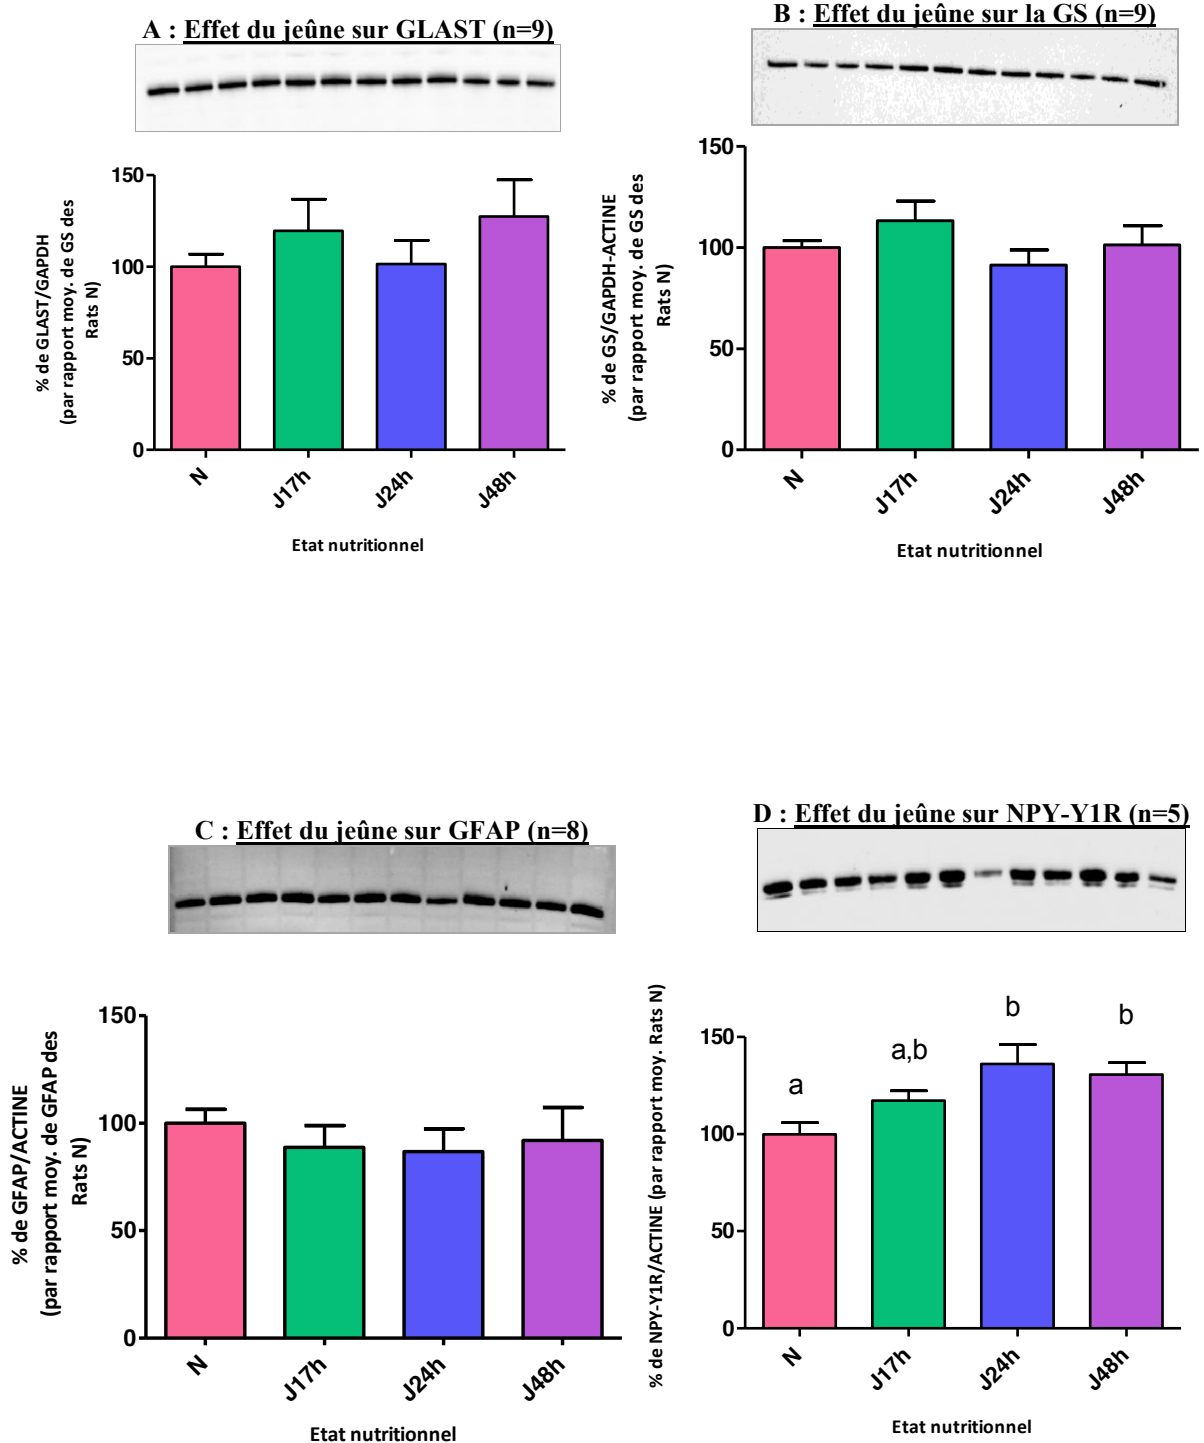 A : Effet du jeûne sur GLAST (n=9)
% de GLAST/GAPDH
(par rapport moy. de GS des
Rats N)
150
100
50
0
N
J17h
J24h
J48h
Etat nutritionnel
B : Effet du jeûne sur la GS (n=9)
% de GS/GAPDH-ACTINE
(par rapport moy. de GS des
Rats N)
150
100
50
0
N
J17h
J24h
J48h
Etat nutritionnel
C : Effet du jeûne sur GFAP (n=8)
% de GFAP/ACTINE
(par rapport moy. de GFAP des
Rats N)
150
100
50
0
N
J17h
J24h
J48h
Etat nutritionnel
D : Effet du jeûne sur NPY-Y1R (n=5)
% de NPY-Y1R/ACTINE (par rapport moy. Rats N)
150
100
50
0
a
a,b
b
b
N
J17h
J24h
J48h
Etat nutritionnel